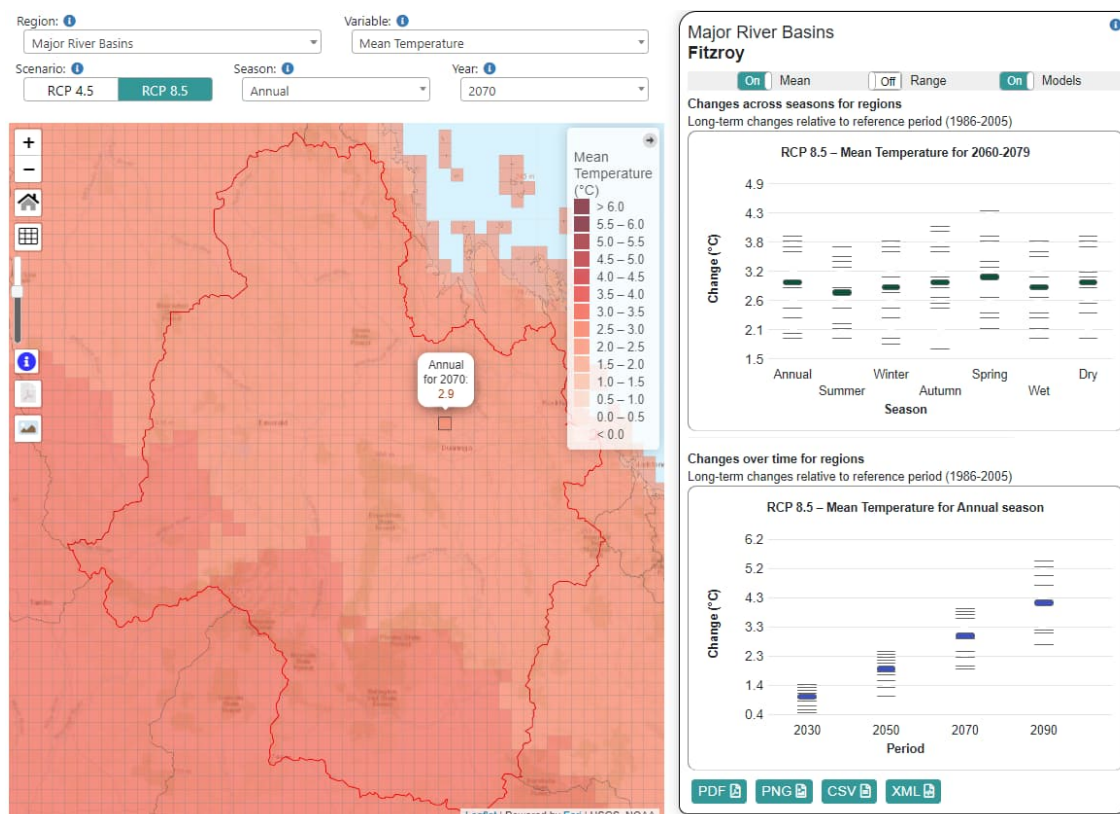 Region:
Variable:
Major River Basins
Mean Temperature
Scenario:
Season:
Year:
RCP 4.5
RCP 8.5
Annual
2070
+
−
Mean
Temperature
(°C)
> 6.0
5.5 – 6.0
5.0 – 5.5
4.5 – 5.0
4.0 – 4.5
3.5 – 4.0
3.0 – 3.5
2.5 – 3.0
2.0 – 2.5
1.5 – 2.0
1.0 – 1.5
0.5 – 1.0
0.0 – 0.5
< 0.0
Annual
for 2070:
2.9
Major River Basins
Fitzroy
On Mean
Off Range
On Models
Changes across seasons for regions
Long-term changes relative to reference period (1986-2005)
RCP 8.5 – Mean Temperature for 2060-2079
Change (°C)
4.9
4.3
3.8
3.2
2.6
2.1
1.5
Annual
Summer
Winter
Autumn
Spring
Wet
Dry
Season
Changes over time for regions
Long-term changes relative to reference period (1986-2005)
RCP 8.5 – Mean Temperature for Annual season
Change (°C)
6.2
5.2
4.3
3.3
2.3
1.4
0.4
2030
2050
2070
2090
Period
PDF
PNG
CSV
XML